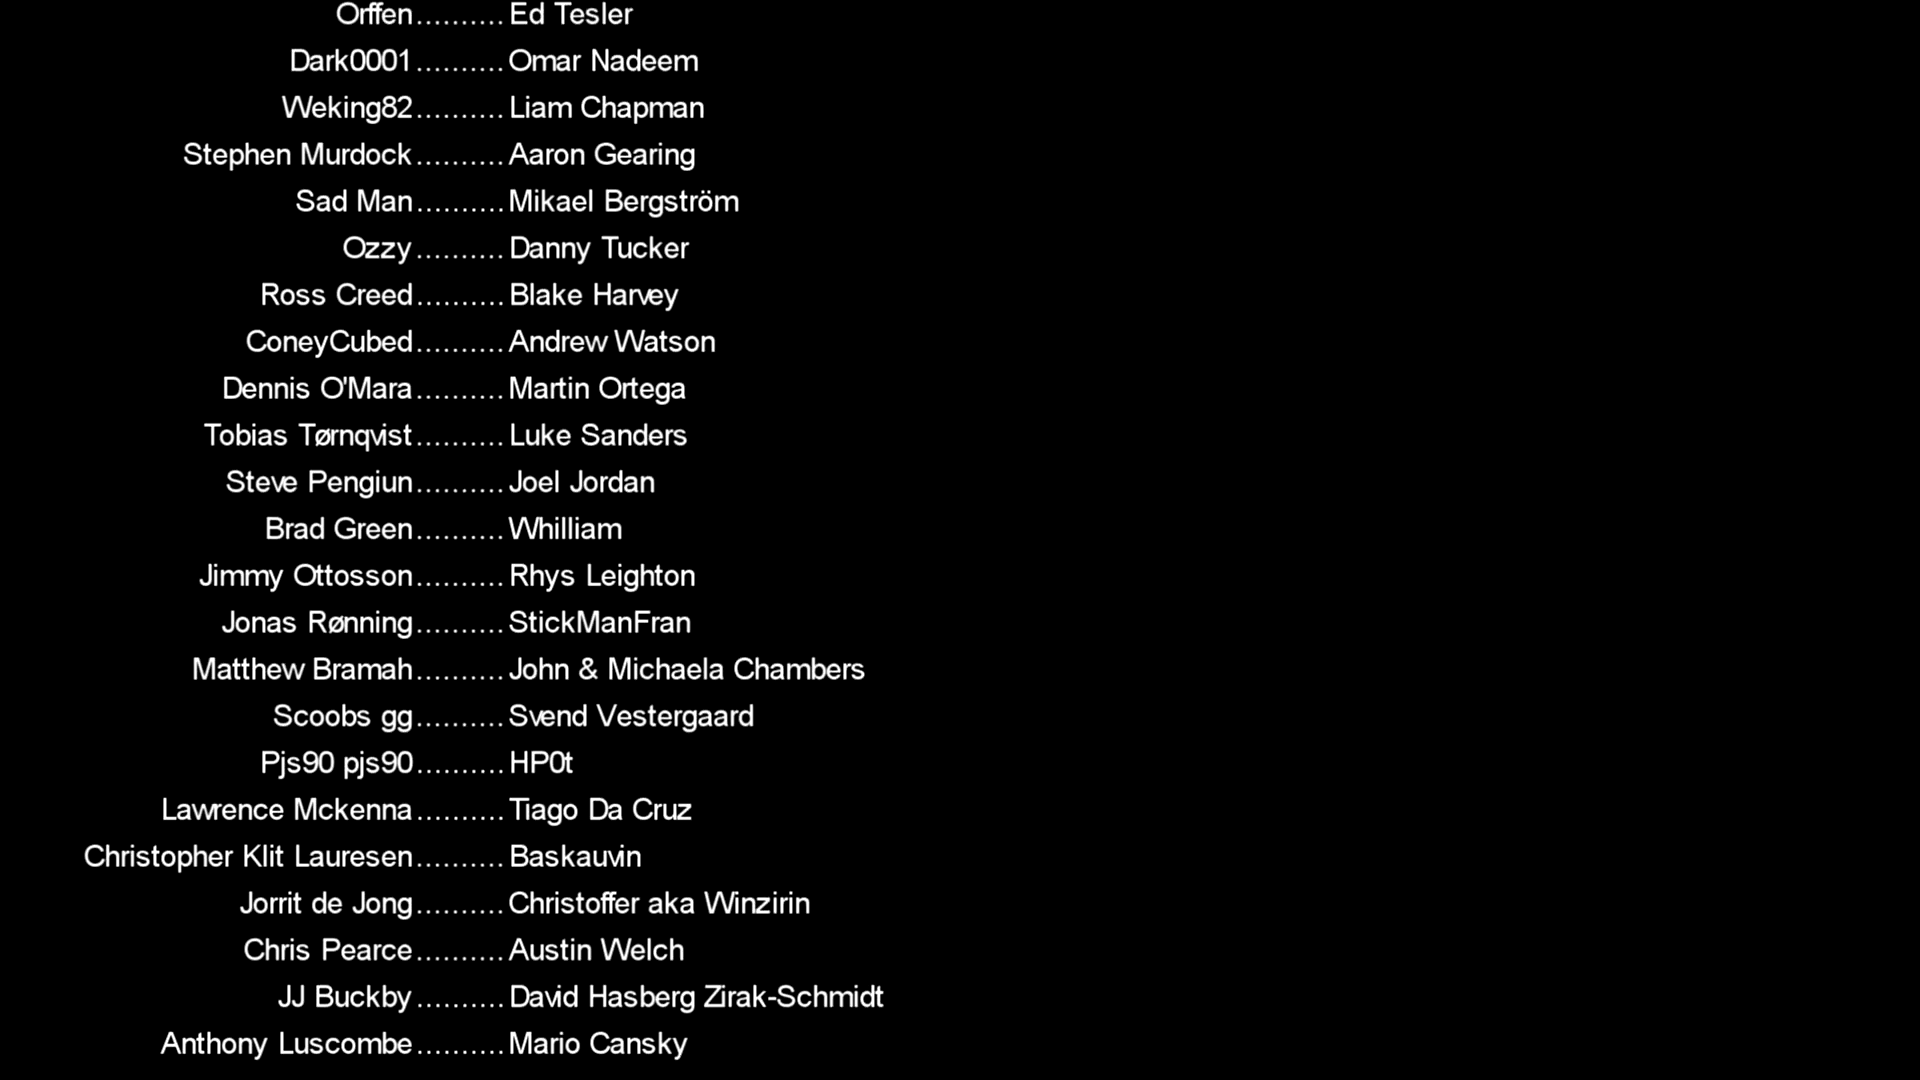 Orffen..........Ed Tesler
Dark0001..........Omar Nadeem
Weking82..........Liam Chapman
Stephen Murdock..........Aaron Gearing
Sad Man..........Mikael Bergström
Ozzy..........Danny Tucker
Ross Creed..........Blake Harvey
ConeyCubed..........Andrew Watson
Dennis O'Mara..........Martin Ortega
Tobias Tørnqvist..........Luke Sanders
Steve Pengiun..........Joel Jordan
Brad Green..........Whilliam
Jimmy Ottosson..........Rhys Leighton
Jonas Rønning..........StickManFran
Matthew Bramah..........John & Michaela Chambers
Scoobs gg..........Svend Vestergaard
Pjs90 pjs90..........HP0t
Lawrence Mckenna..........Tiago Da Cruz
Christopher Klit Lauresen..........Baskauvin
Jorrit de Jong..........Christoffer aka Winzirin
Chris Pearce..........Austin Welch
JJ Buckby..........David Hasberg Zirak-Schmidt
Anthony Luscombe..........Mario Cansky